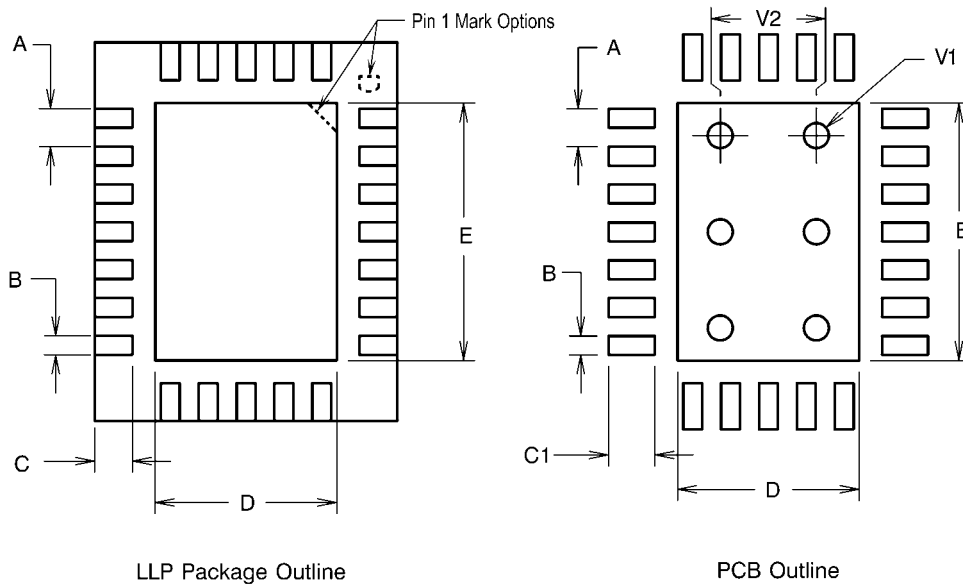 Pin 1 Mark Options
A
B
C
D
E
LLP Package Outline
V2
A
V1
B
E
C1
D
PCB Outline